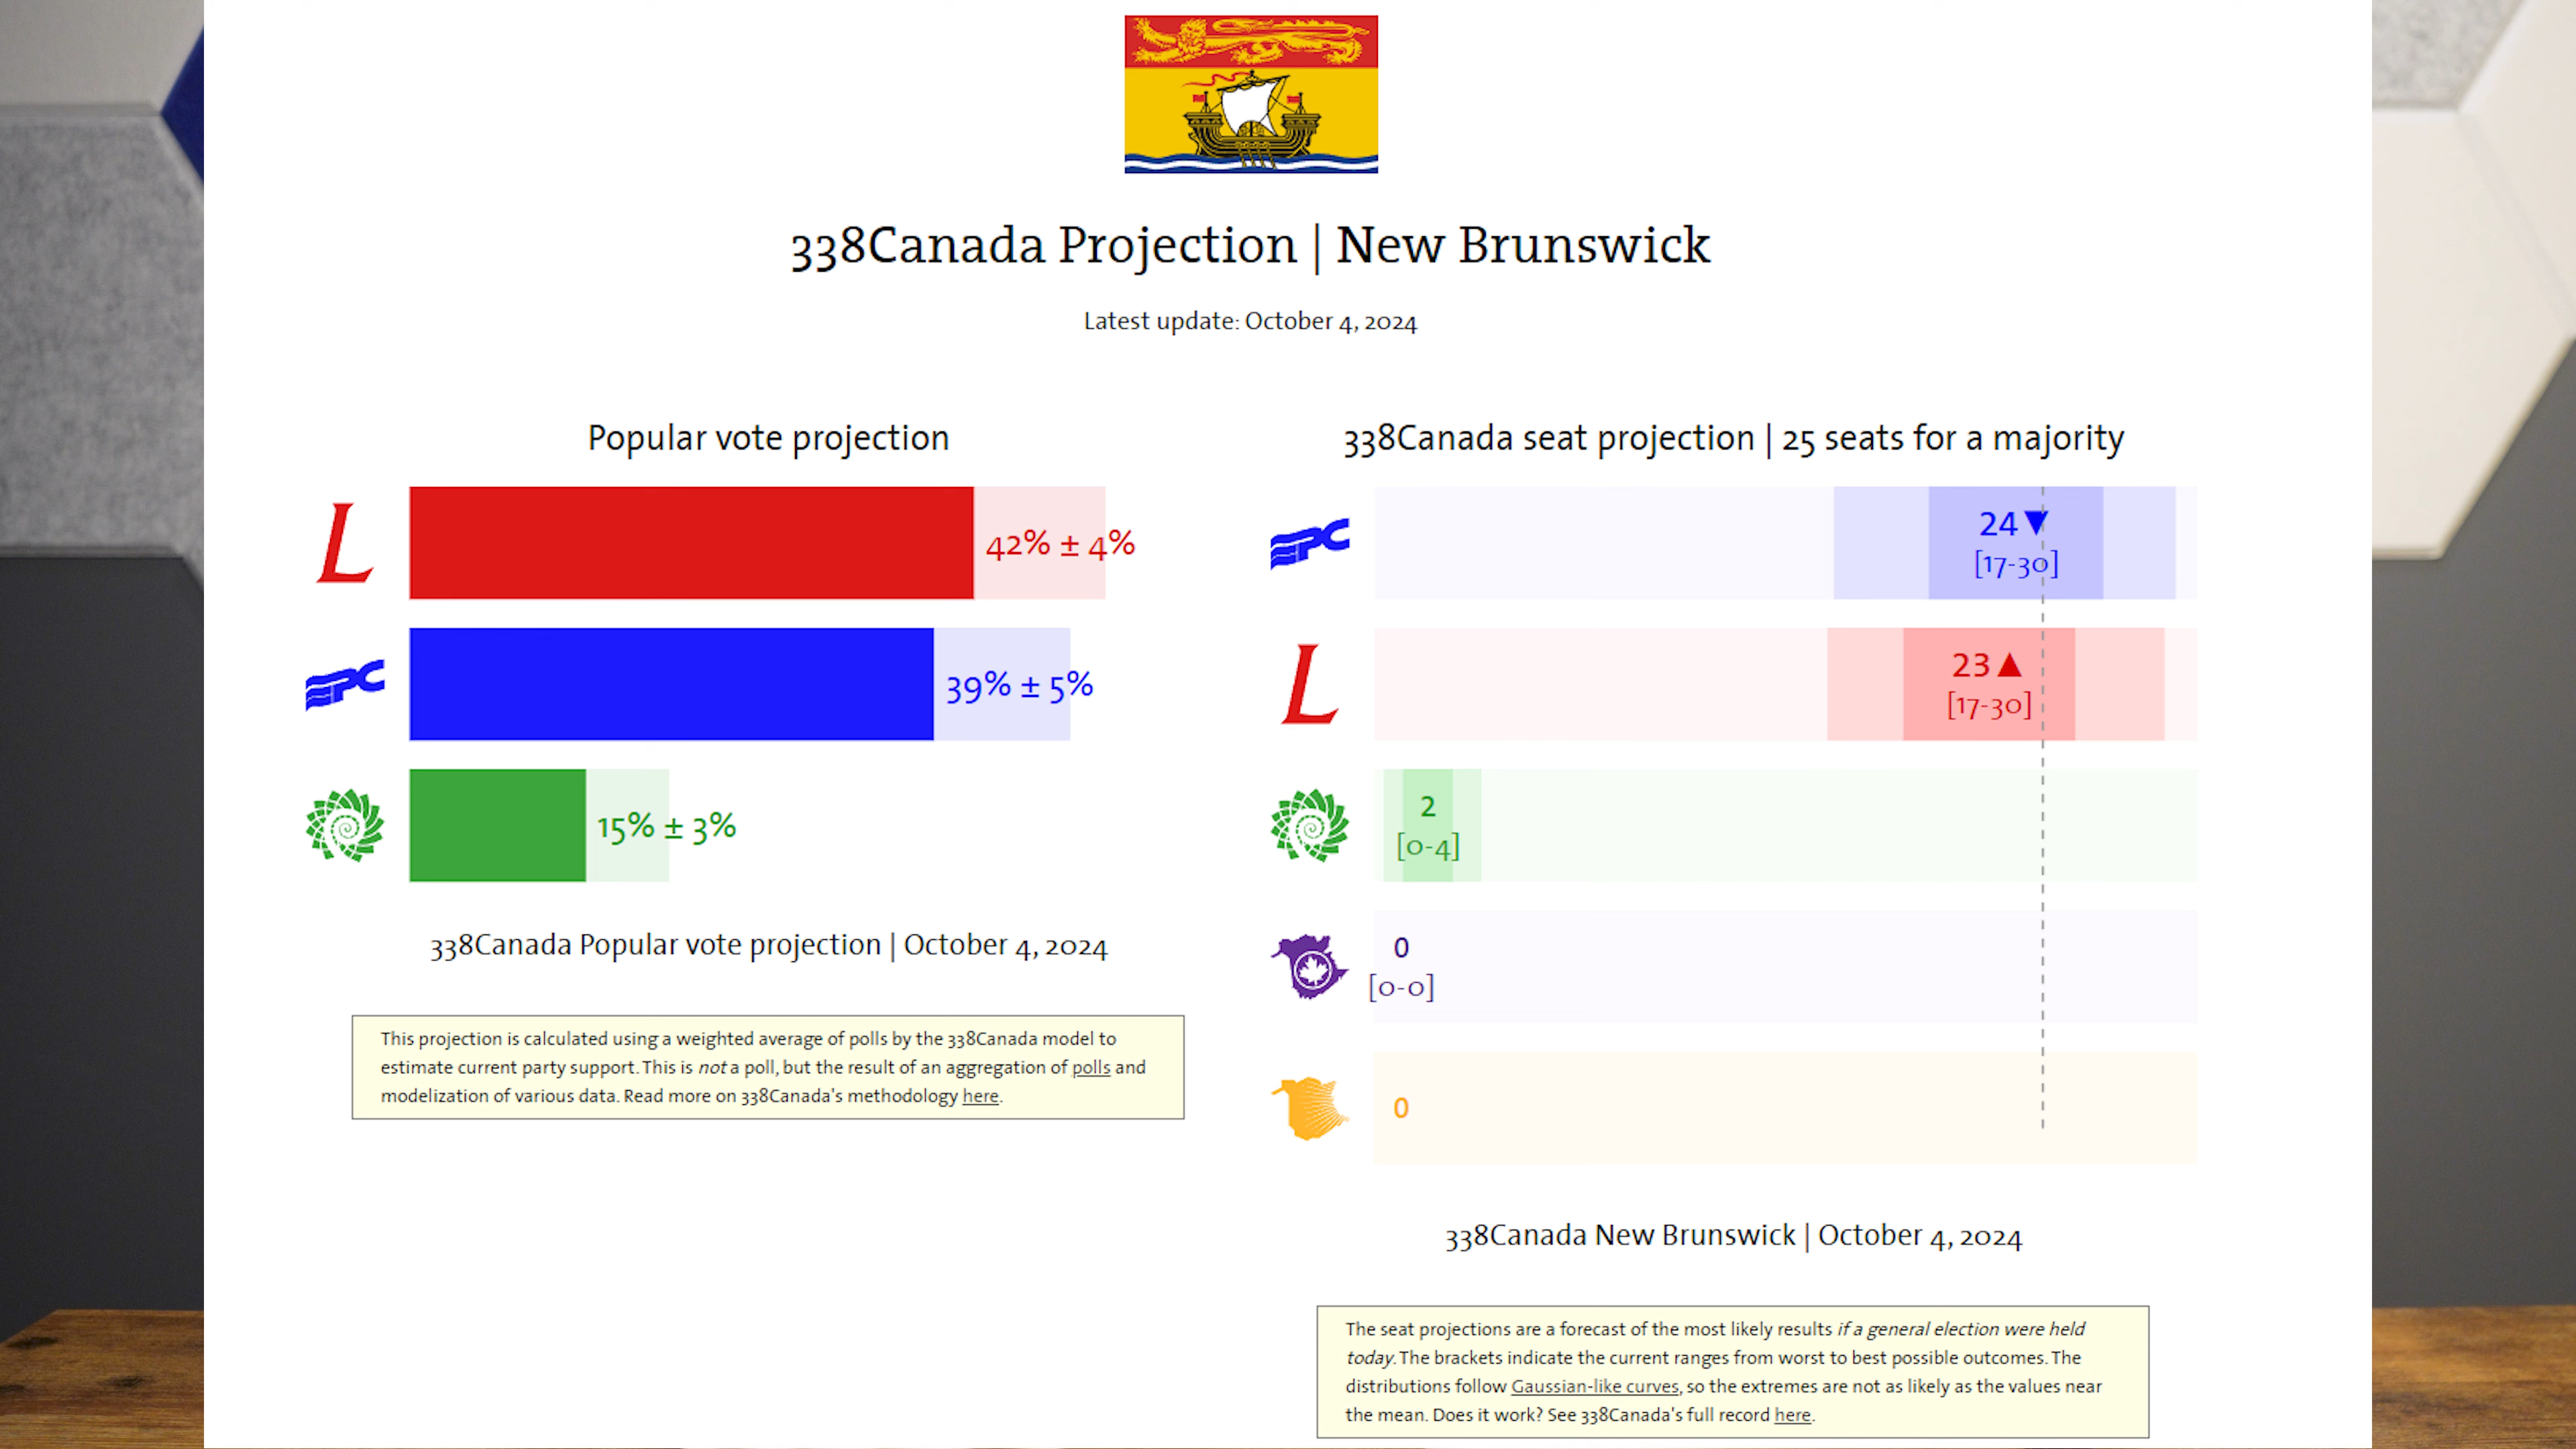 338Canada Projection | New Brunswick
Latest update: October 4, 2024
Popular vote projection
L
42% ± 4%
PC
39% ± 5%
15% ± 3%
338Canada Popular vote projection | October 4, 2024
This projection is calculated using a weighted average of polls by the 338Canada model to
estimate current party support. This is not a poll, but the result of an aggregation of polls and
modelization of various data. Read more on 338Canada's methodology here.
338Canada seat projection | 25 seats for a majority
PC
24▼
[17-30]
L
23▲
[17-30]
2
[0-4]
0
[0-0]
0
338Canada New Brunswick | October 4, 2024
The seat projections are a forecast of the most likely results if a general election were held
today. The brackets indicate the current ranges from worst to best possible outcomes. The
distributions follow Gaussian-like curves, so the extremes are not as likely as the values near
the mean. Does it work? See 338Canada's full record here.